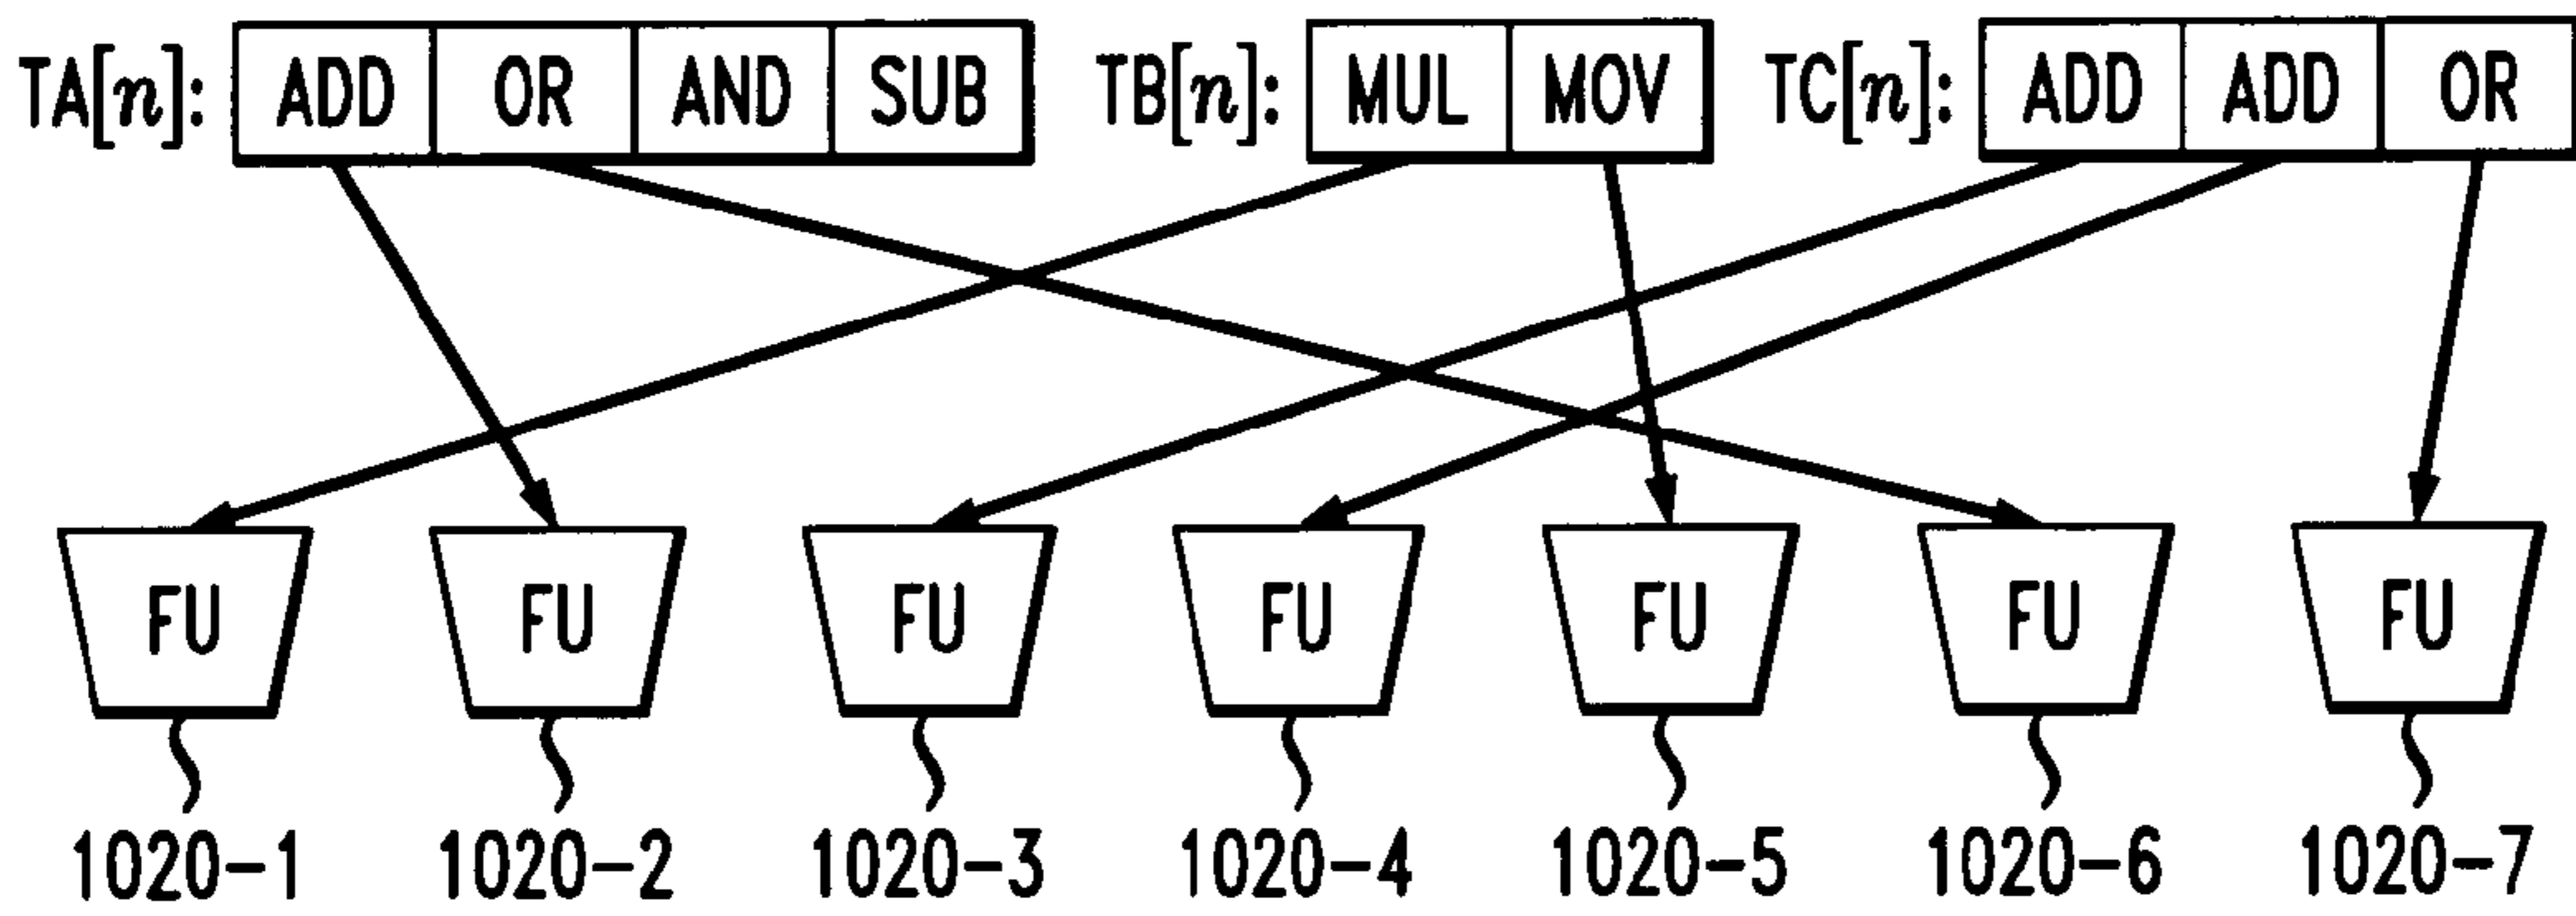 TA[n]: ADD OR AND SUB TB[n]: MUL MOV TC[n]: ADD ADD OR
FU FU FU FU FU FU FU
1020-1 1020-2 1020-3 1020-4 1020-5 1020-6 1020-7